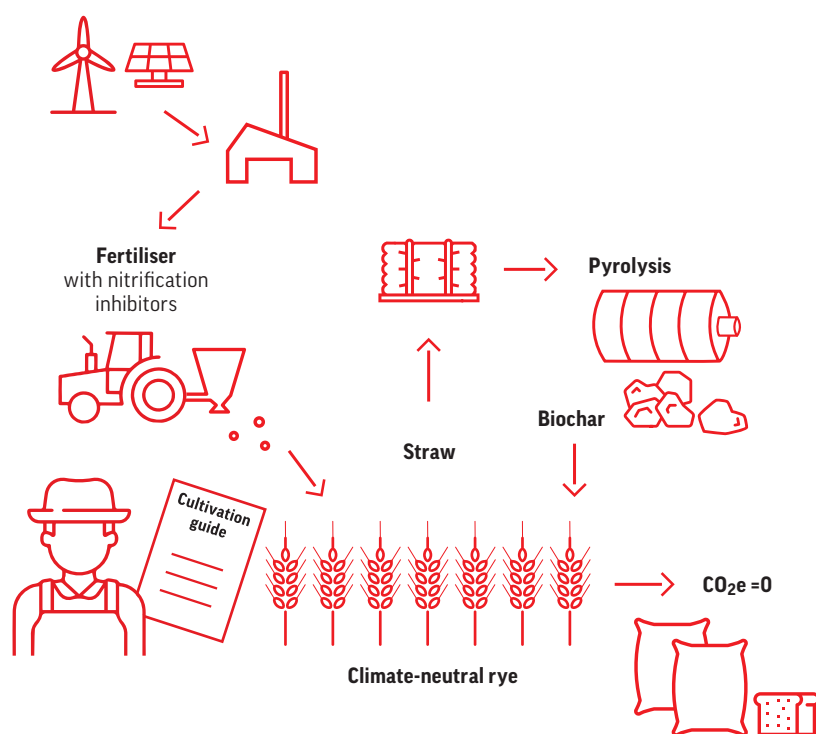 Fertiliser
with nitrification
inhibitors
Pyrolysis
Biochar
Straw
Cultivation
guide
CO₂e =0
Climate-neutral rye